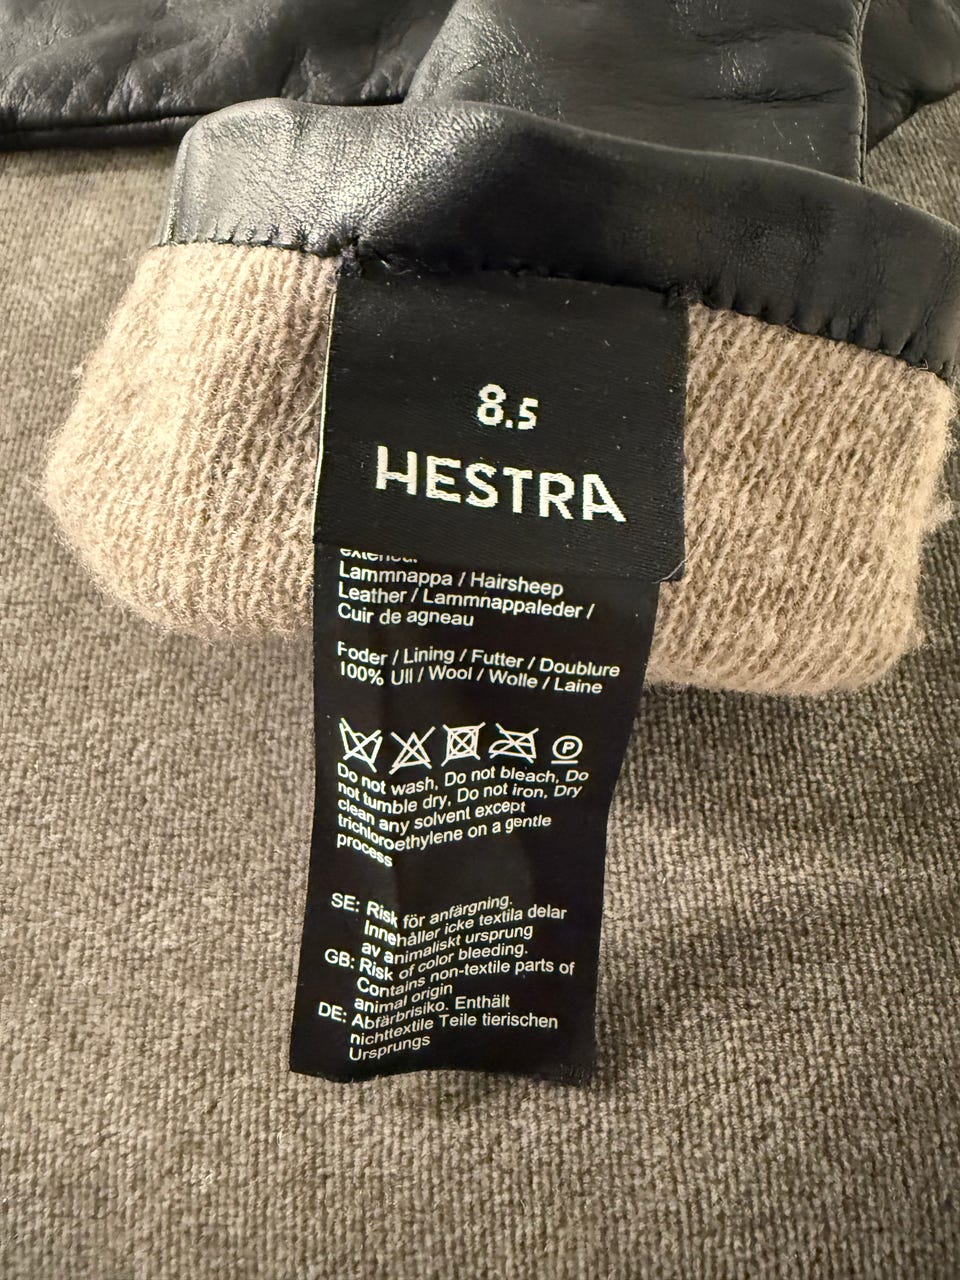 8.5
HESTRA
Lammnappa / Hairsheep
Leather / Lammnappaleder /
Cuir de agneau
Foder / Lining / Futter / Doublure
100% Ull / Wool / Wolle / Laine
P
Do not wash, Do not bleach, Do
not tumble dry, Do not iron, Dry
clean any solvent except
trichloroethylene on a gentle
process
SE: Risk för anfärgning.
Innehåller icke textila delar
av animaliskt ursprung
GB: Risk of color bleeding.
Contains non-textile parts of
animal origin
DE: Abfärbrisiko. Enthält
nichttextile Teile tierischen
Ursprungs